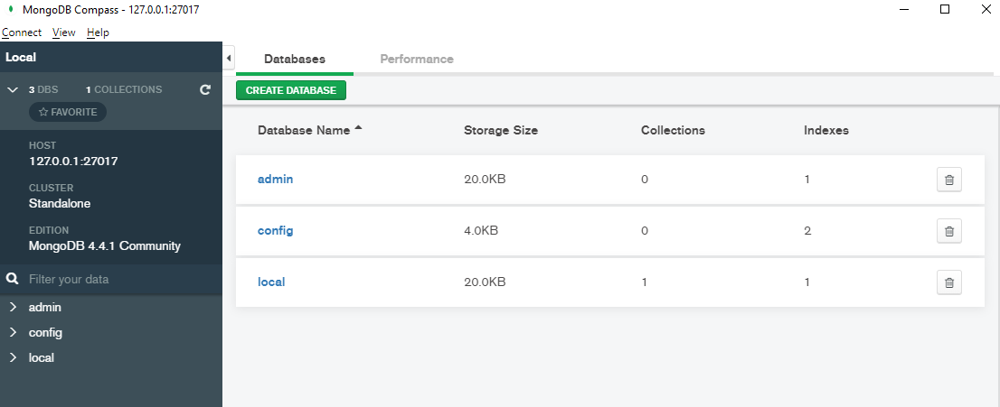 MongoDB Compass - 127.0.0.1:27017
Connect View Help
Local
3 DBS 1 COLLECTIONS
FAVORITE
HOST
127.0.0.1:27017
CLUSTER
Standalone
EDITION
MongoDB 4.4.1 Community
Filter your data
admin
config
local
Databases Performance
CREATE DATABASE
Database Name Storage Size Collections Indexes
admin 20.0KB 0 1
config 4.0KB 0 2
local 20.0KB 1 1